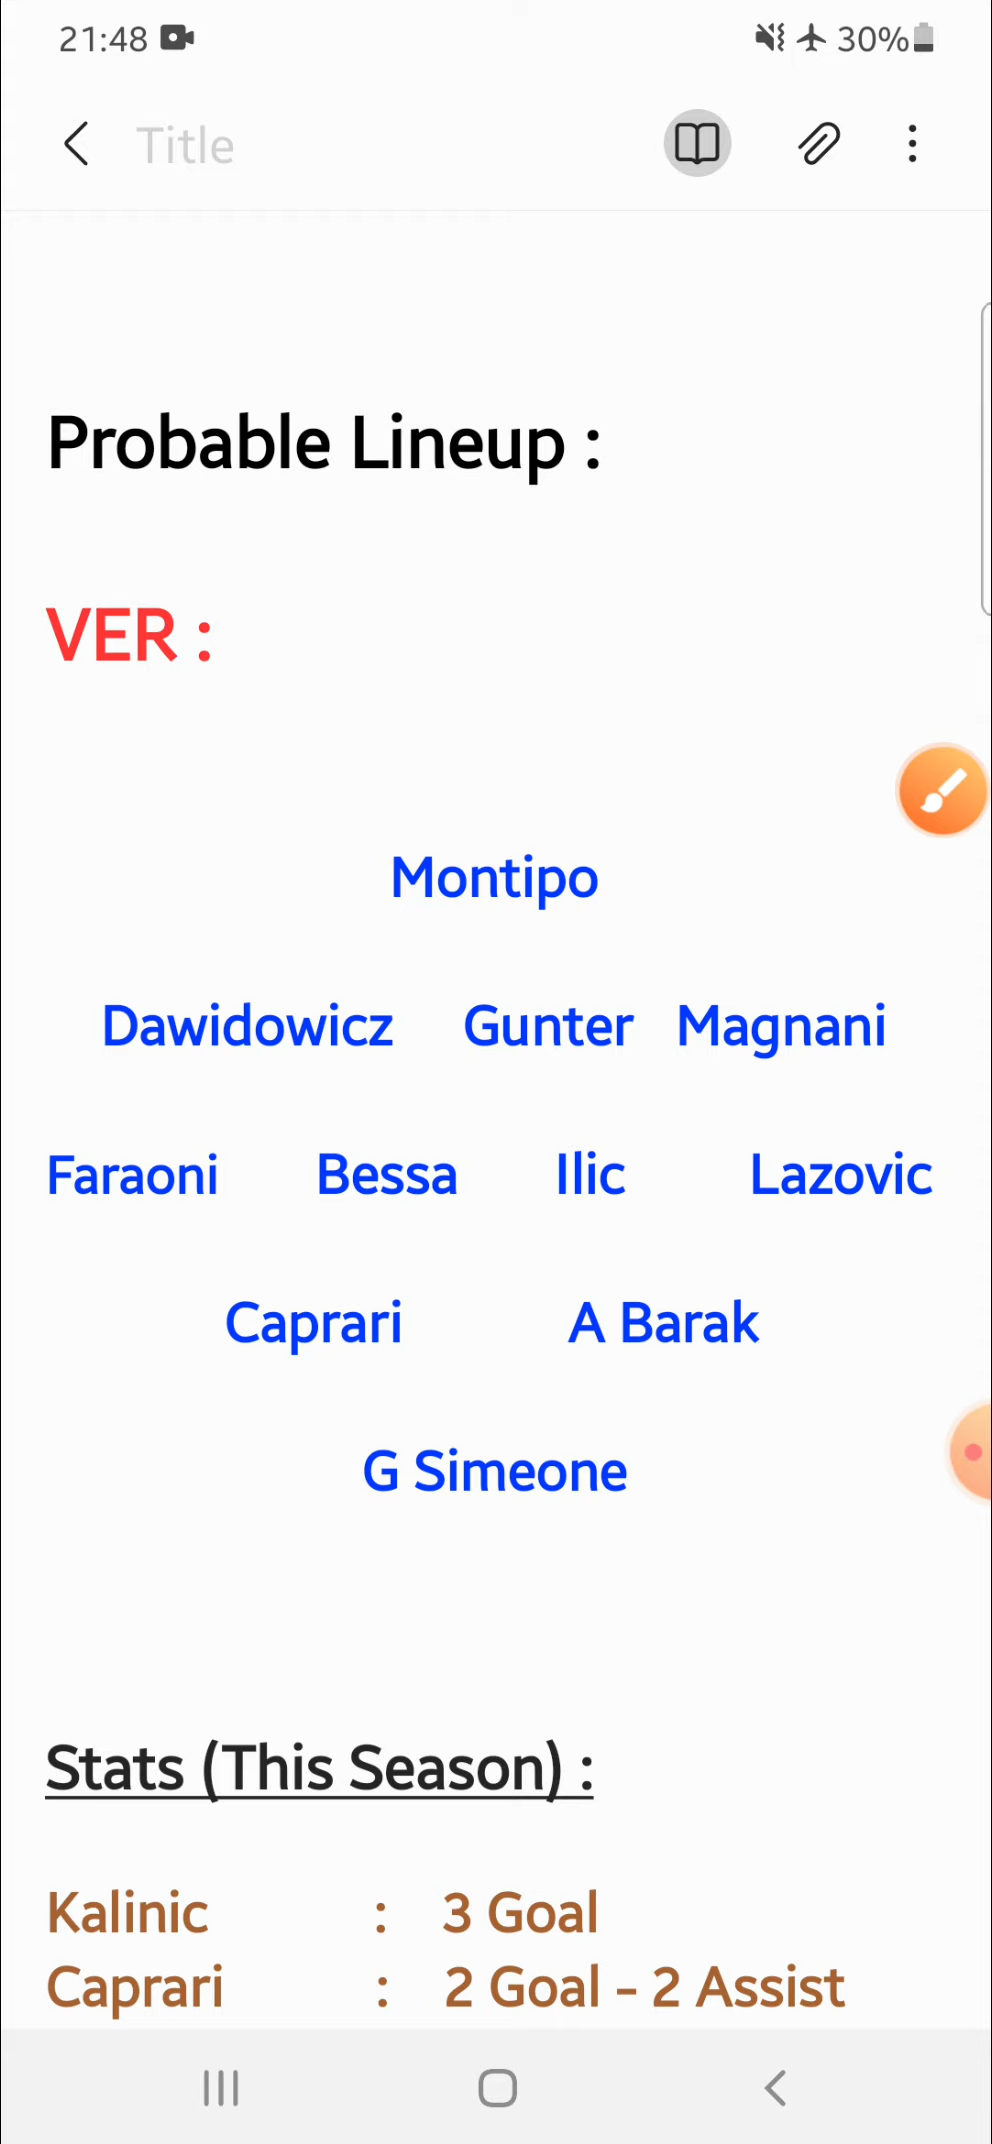 21:48 30%
Title
Probable Lineup :
VER :
Montipo
Dawidowicz Gunter Magnani
Faraoni Bessa Ilic Lazovic
Caprari A Barak
G Simeone
Stats (This Season) :
Kalinic : 3 Goal
Caprari : 2 Goal - 2 Assist